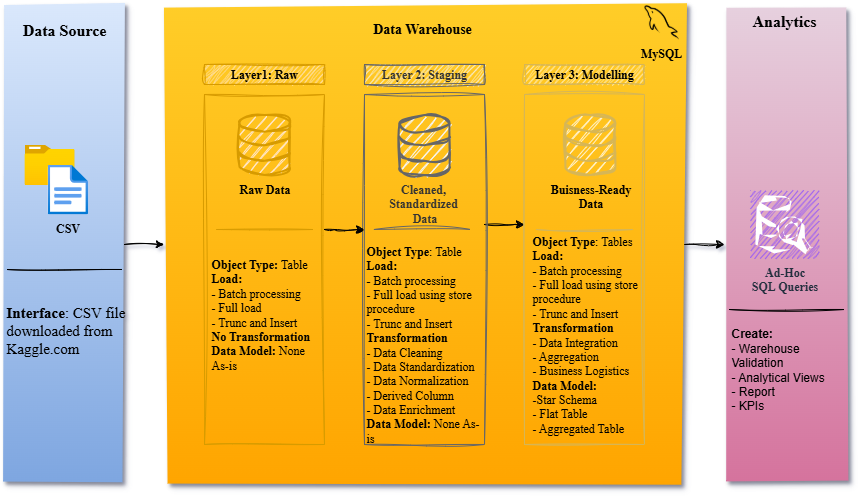 Data Source
CSV
Interface: CSV file
downloaded from
Kaggle.com
Data Warehouse
MySQL
Layer1: Raw
Raw Data
Object Type: Table
Load:
- Batch processing
- Full load
- Trunc and Insert
No Transformation
Data Model: None
As-is
Layer 2: Staging
Cleaned,
Standardized
Data
Object Type: Table
Load:
- Batch processing
- Full load using store
procedure
- Trunc and Insert
Transformation
- Data Cleaning
- Data Standardization
- Data Normalization
- Derived Column
- Data Enrichment
Data Model: None As-
is
Layer 3: Modelling
Buisness-Ready
Data
Object Type: Tables
Load:
- Batch processing
- Full load using store
procedure
- Trunc and Insert
Transformation
- Data Integration
- Aggregation
- Business Logistics
Data Model:
-Star Schema
- Flat Table
- Aggregated Table
Analytics
Ad-Hoc
SQL Queries
Create:
- Warehouse
Validation
- Analytical Views
- Report
- KPIs